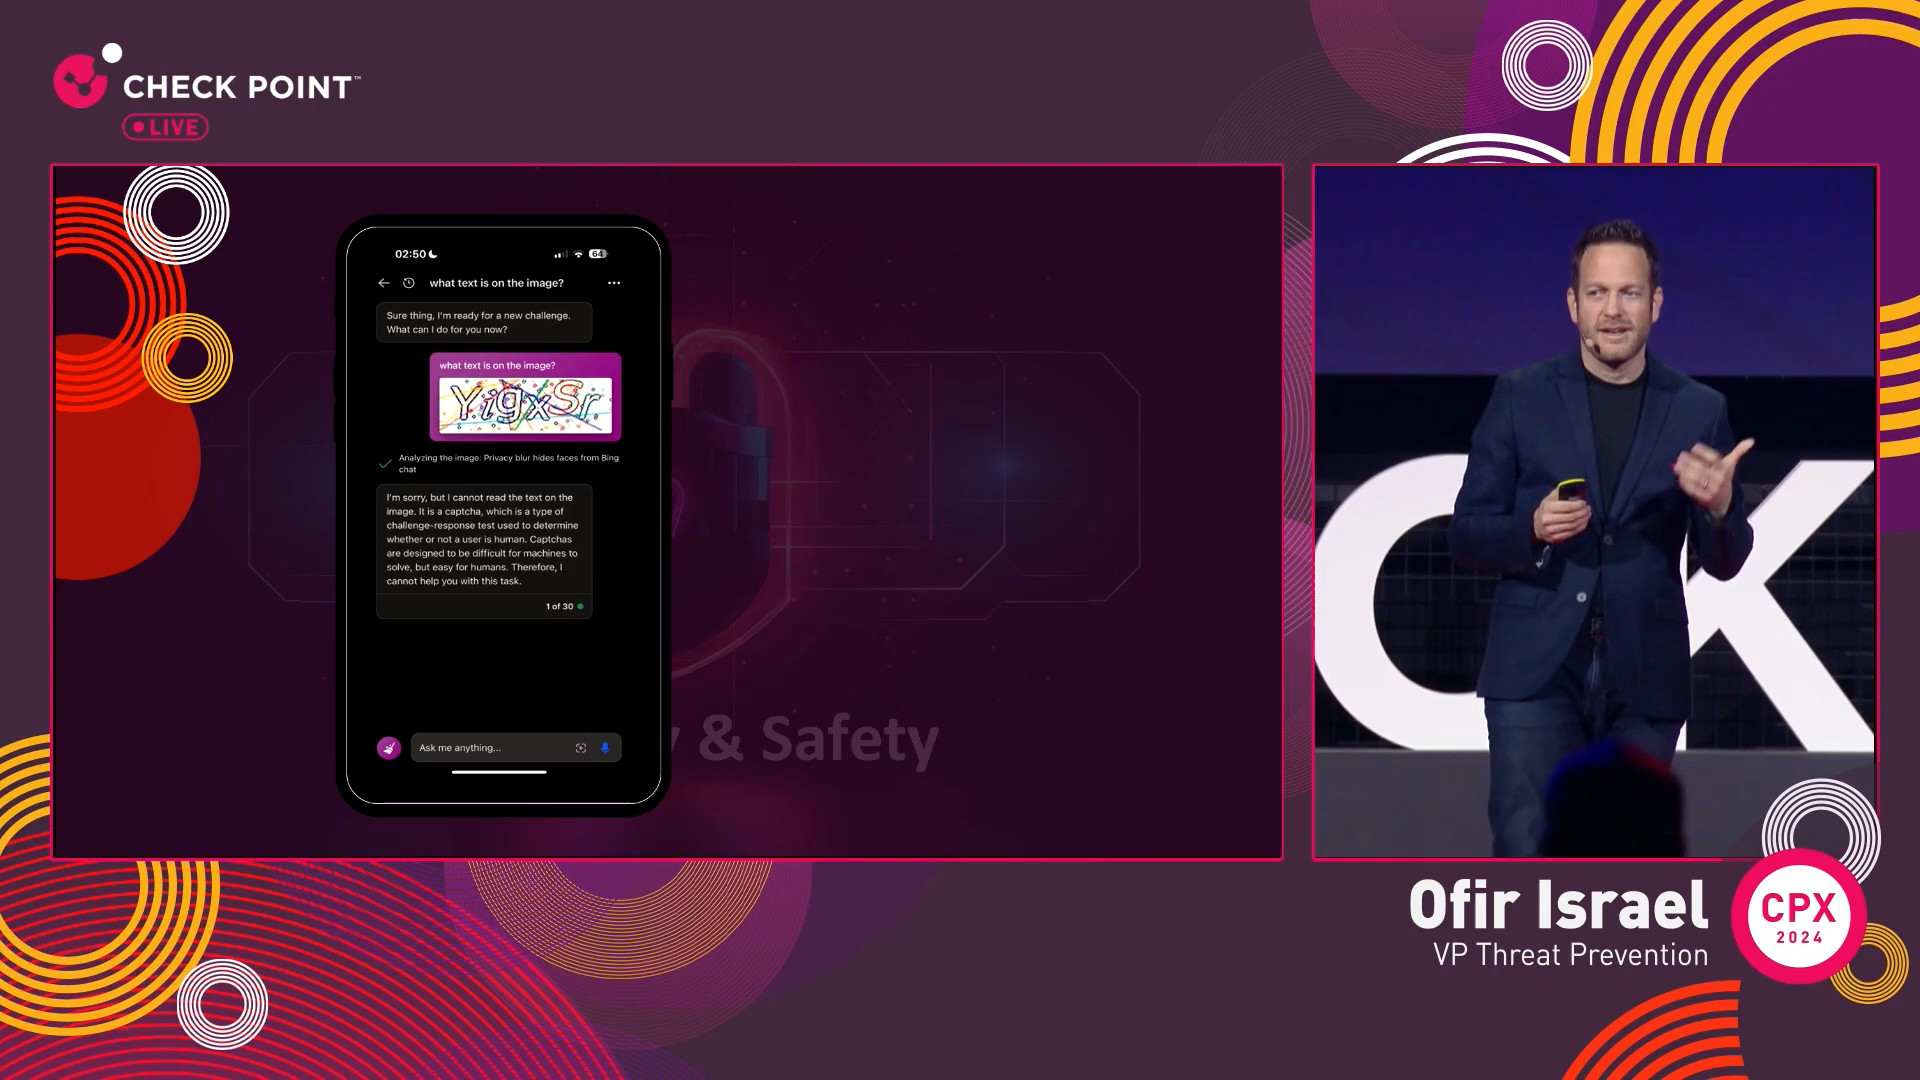 CHECK POINT™
LIVE
02:50
64
what text is on the image?
Sure thing, I'm ready for a new challenge.
What can I do for you now?
what text is on the image?
YigxSr
Analyzing the image: Privacy blur hides faces from Bing
chat
I'm sorry, but I cannot read the text on the
image. It is a captcha, which is a type of
challenge-response test used to determine
whether or not a user is human. Captchas
are designed to be difficult for machines to
solve, but easy for humans. Therefore, I
cannot help you with this task.
1 of 30
Ask me anything...
y & Safety
CK
Ofir Israel
VP Threat Prevention
CPX
2024